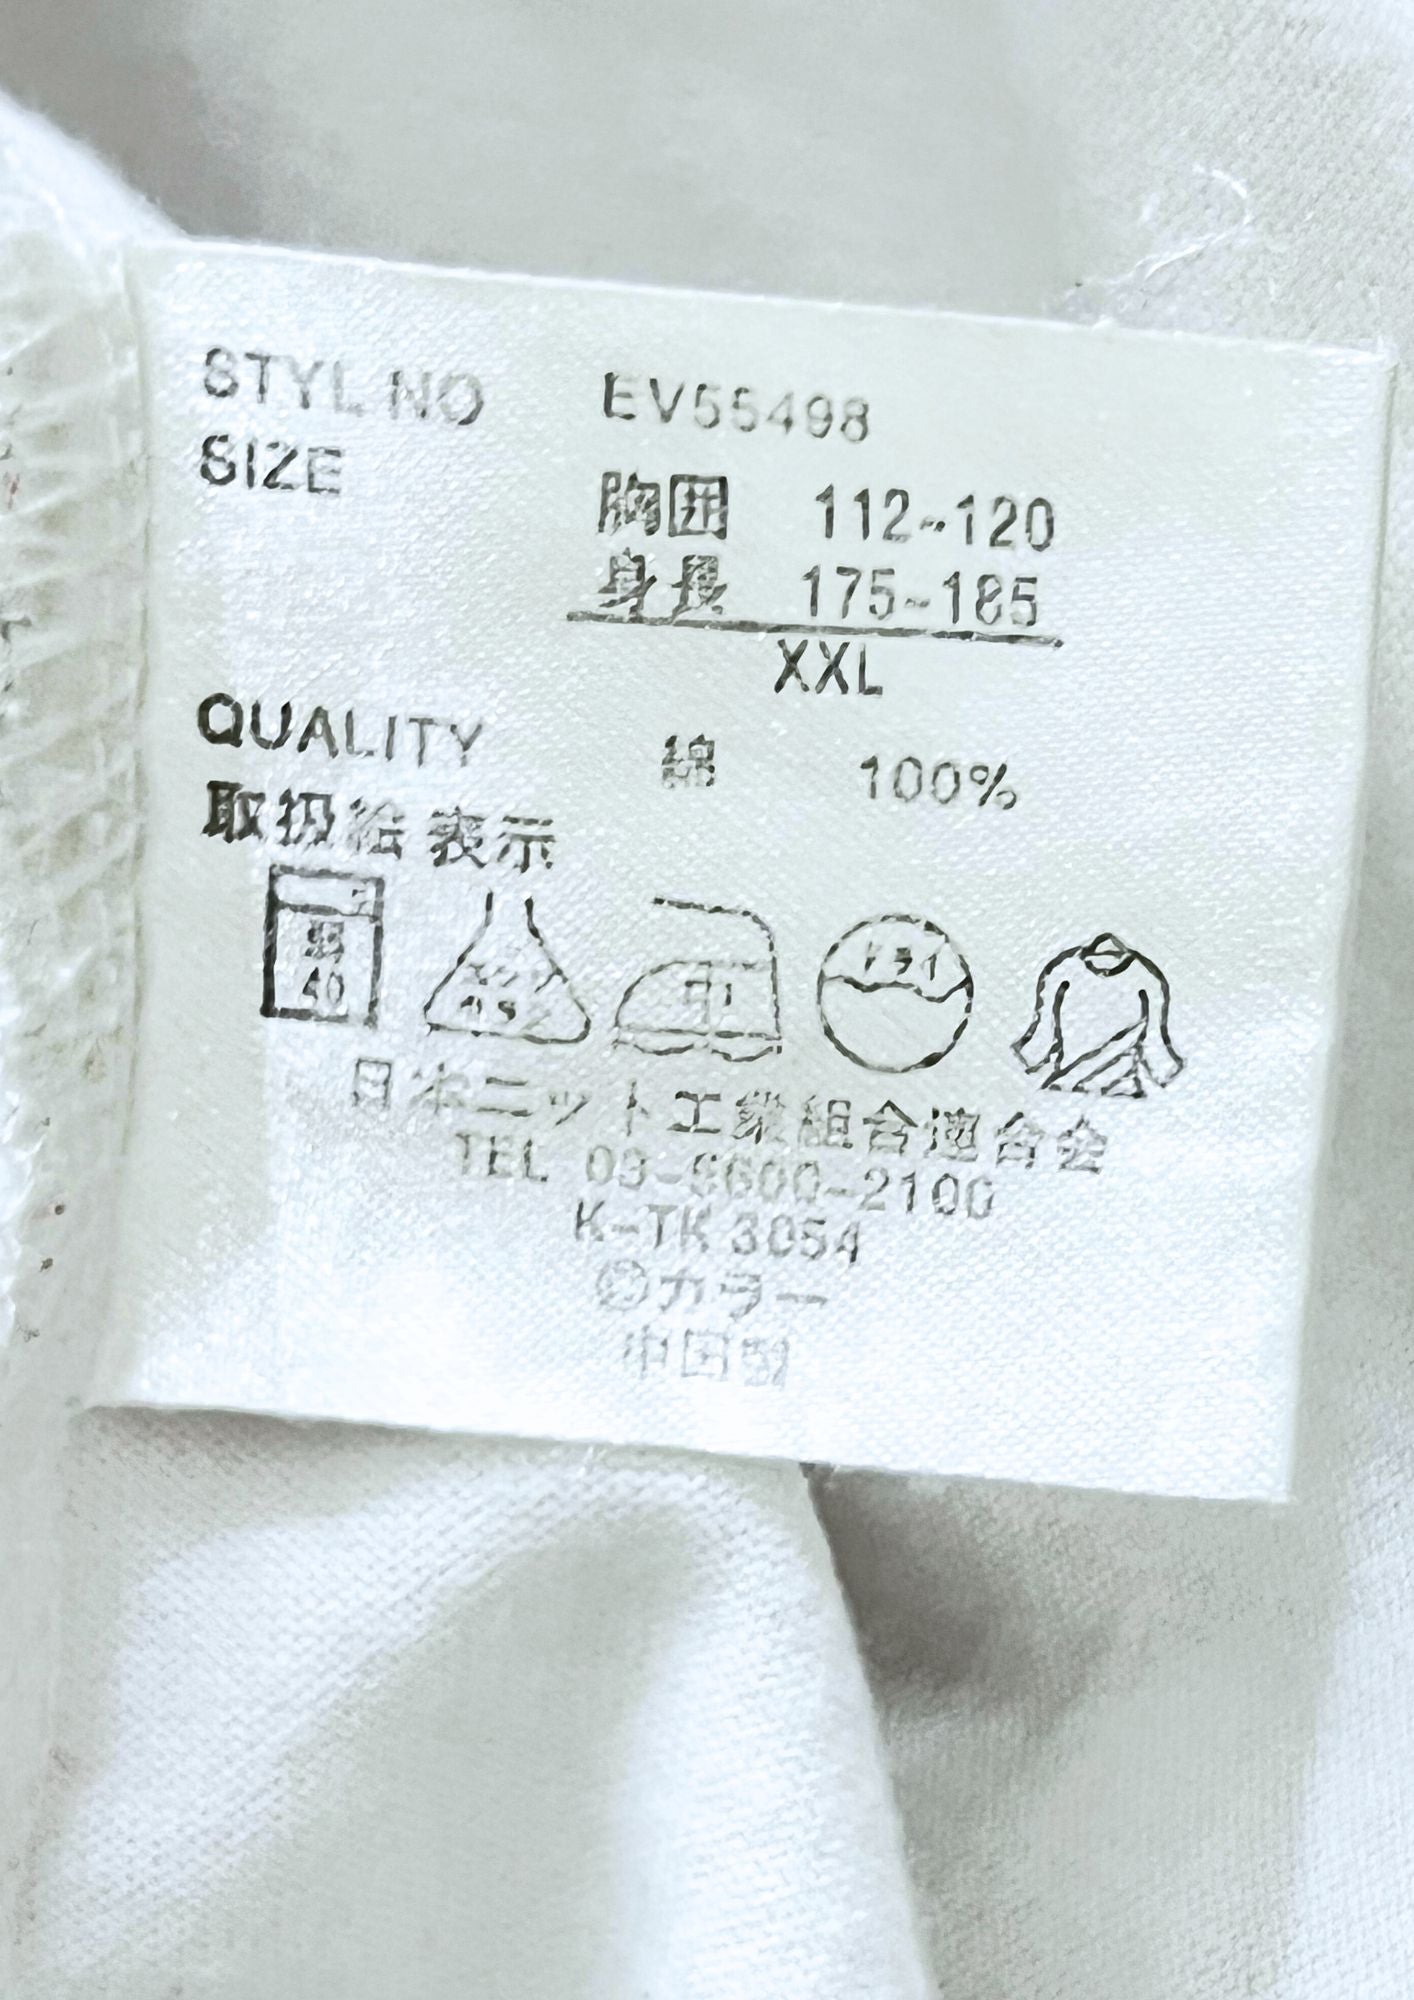 STYL NO EV55498
SIZE
胸囲 112~120
身長 175~185
XXL
QUALITY 綿 100%
取扱絵表示
40
ドライ
日本ニット工業組合連合会
TEL 03-5600-2100
K-TK 3054
カラー
中国製